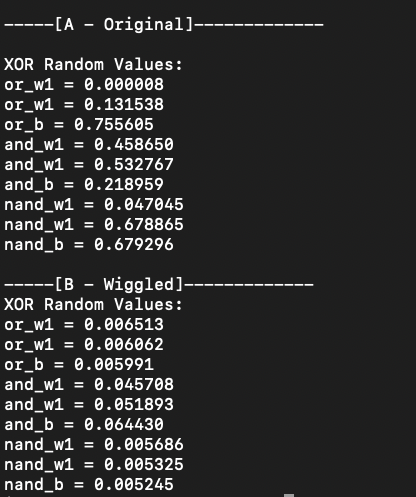 -----[A - Original]-------------
XOR Random Values:
or_w1 = 0.000008
or_w1 = 0.131538
or_b = 0.755605
and_w1 = 0.458650
and_w1 = 0.532767
and_b = 0.218959
nand_w1 = 0.047045
nand_w1 = 0.678865
nand_b = 0.679296
-----[B - Wiggled]-------------
XOR Random Values:
or_w1 = 0.006513
or_w1 = 0.006062
or_b = 0.005991
and_w1 = 0.045708
and_w1 = 0.051893
and_b = 0.064430
nand_w1 = 0.005686
nand_w1 = 0.005325
nand_b = 0.005245